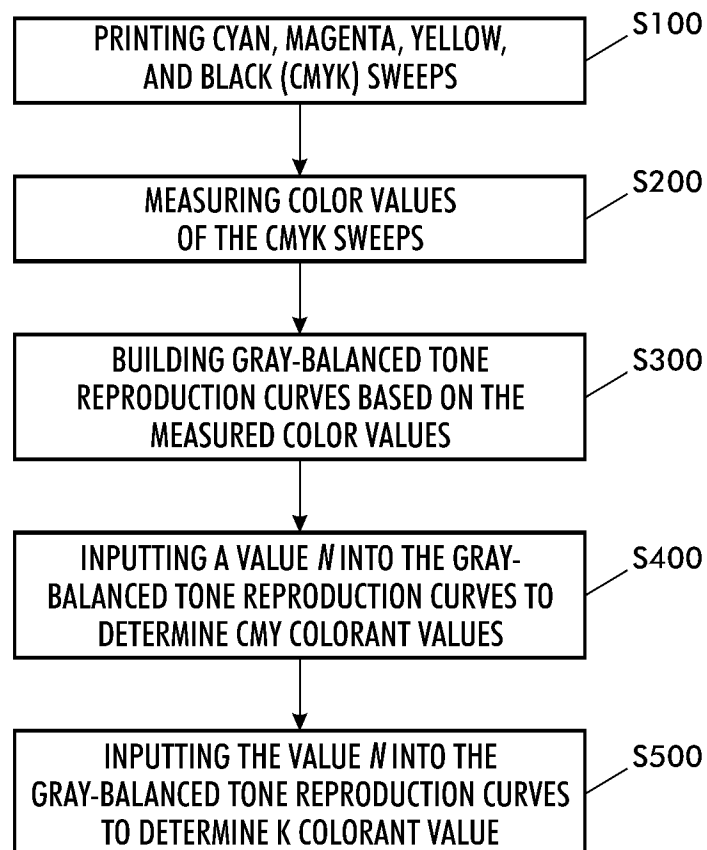 PRINTING CYAN, MAGENTA, YELLOW,
AND BLACK (CMYK) SWEEPS
S100
MEASURING COLOR VALUES
OF THE CMYK SWEEPS
S200
BUILDING GRAY-BALANCED TONE
REPRODUCTION CURVES BASED ON THE
MEASURED COLOR VALUES
S300
INPUTTING A VALUE N INTO THE GRAY-
BALANCED TONE REPRODUCTION CURVES TO
DETERMINE CMY COLORANT VALUES
S400
INPUTTING THE VALUE N INTO THE
GRAY-BALANCED TONE REPRODUCTION CURVES
TO DETERMINE K COLORANT VALUE
S500